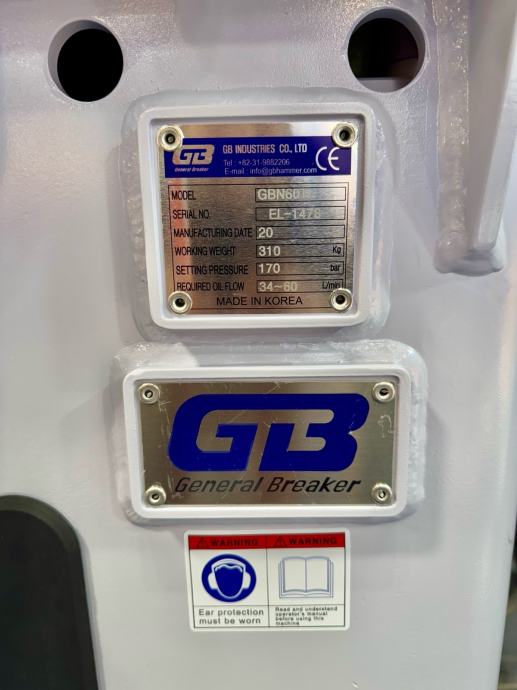 GB
General Breaker
GB INDUSTRIES CO., LTD
Tel : +82-31-9882206
E-mail : info@gbhammer.com
CE
MODEL
SERIAL NO. EL-1478
MANUFACTURING DATE 20
WORKING WEIGHT 310 Kg
SETTING PRESSURE 170 bar
REQUIRED OIL FLOW 34~60 L/min
MADE IN KOREA
GB
General Breaker
WARNING
Ear protection
must be worn
WARNING
Read and understand
operator's manual
before using this
machine